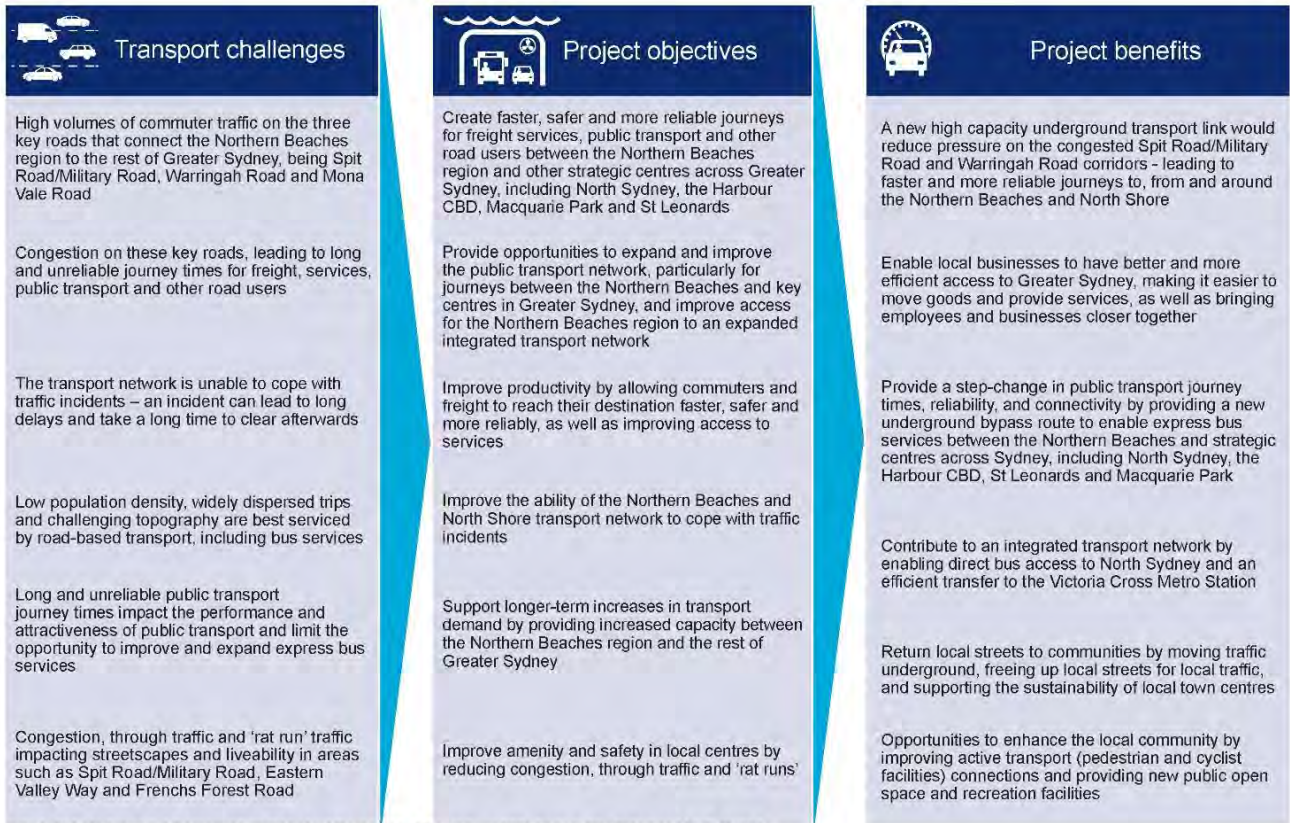 Transport challenges
High volumes of commuter traffic on the three
key roads that connect the Northern Beaches
region to the rest of Greater Sydney, being Spit
Road/Military Road, Warringah Road and Mona
Vale Road
Congestion on these key roads, leading to long
and unreliable journey times for freight, services,
public transport and other road users
The transport network is unable to cope with
traffic incidents – an incident can lead to long
delays and take a long time to clear afterwards
Low population density, widely dispersed trips
and challenging topography are best serviced
by road-based transport, including bus services
Long and unreliable public transport
journey times impact the performance and
attractiveness of public transport and limit the
opportunity to improve and expand express bus
services
Congestion, through traffic and ‘rat run’ traffic
impacting streetscapes and liveability in areas
such as Spit Road/Military Road, Eastern
Valley Way and Frenchs Forest Road
Project objectives
Create faster, safer and more reliable journeys
for freight services, public transport and other
road users between the Northern Beaches
region and other strategic centres across Greater
Sydney, including North Sydney, the Harbour
CBD, Macquarie Park and St Leonards
Provide opportunities to expand and improve
the public transport network, particularly for
journeys between the Northern Beaches and key
centres in Greater Sydney, and improve access
for the Northern Beaches region to an expanded
integrated transport network
Improve productivity by allowing commuters and
freight to reach their destination faster, safer and
more reliably, as well as improving access to
services
Improve the ability of the Northern Beaches and
North Shore transport network to cope with traffic
incidents
Support longer-term increases in transport
demand by providing increased capacity between
the Northern Beaches region and the rest of
Greater Sydney
Improve amenity and safety in local centres by
reducing congestion, through traffic and ‘rat runs’
Project benefits
A new high capacity underground transport link would
reduce pressure on the congested Spit Road/Military
Road and Warringah Road corridors - leading to
faster and more reliable journeys to, from and around
the Northern Beaches and North Shore
Enable local businesses to have better and more
efficient access to Greater Sydney, making it easier to
move goods and provide services, as well as bringing
employees and businesses closer together
Provide a step-change in public transport journey
times, reliability, and connectivity by providing a new
underground bypass route to enable express bus
services between the Northern Beaches and strategic
centres across Sydney, including North Sydney, the
Harbour CBD, St Leonards and Macquarie Park
Contribute to an integrated transport network by
enabling direct bus access to North Sydney and an
efficient transfer to the Victoria Cross Metro Station
Return local streets to communities by moving traffic
underground, freeing up local streets for local traffic,
and supporting the sustainability of local town centres
Opportunities to enhance the local community by
improving active transport (pedestrian and cyclist
facilities) connections and providing new public open
space and recreation facilities